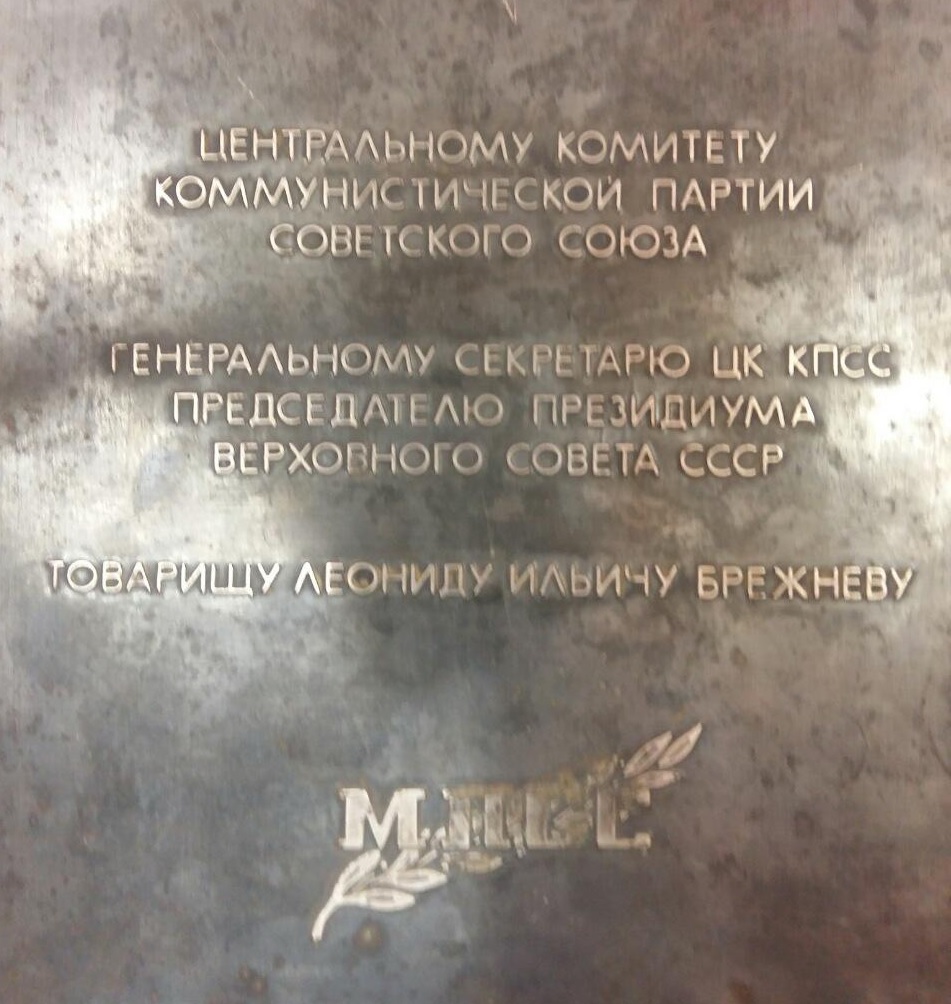 ЦЕНТРАЛЬНОМУ КОМИТЕТУ
КОММУНИСТИЧЕСКОЙ ПАРТИИ
СОВЕТСКОГО СОЮЗА
ГЕНЕРАЛЬНОМУ СЕКРЕТАРЮ ЦК КПСС
ПРЕДСЕДАТЕЛЮ ПРЕЗИДИУМА
ВЕРХОВНОГО СОВЕТА СССР
ТОВАРИЩУ ЛЕОНИДУ ИЛЬИЧУ БРЕЖНЕВУ